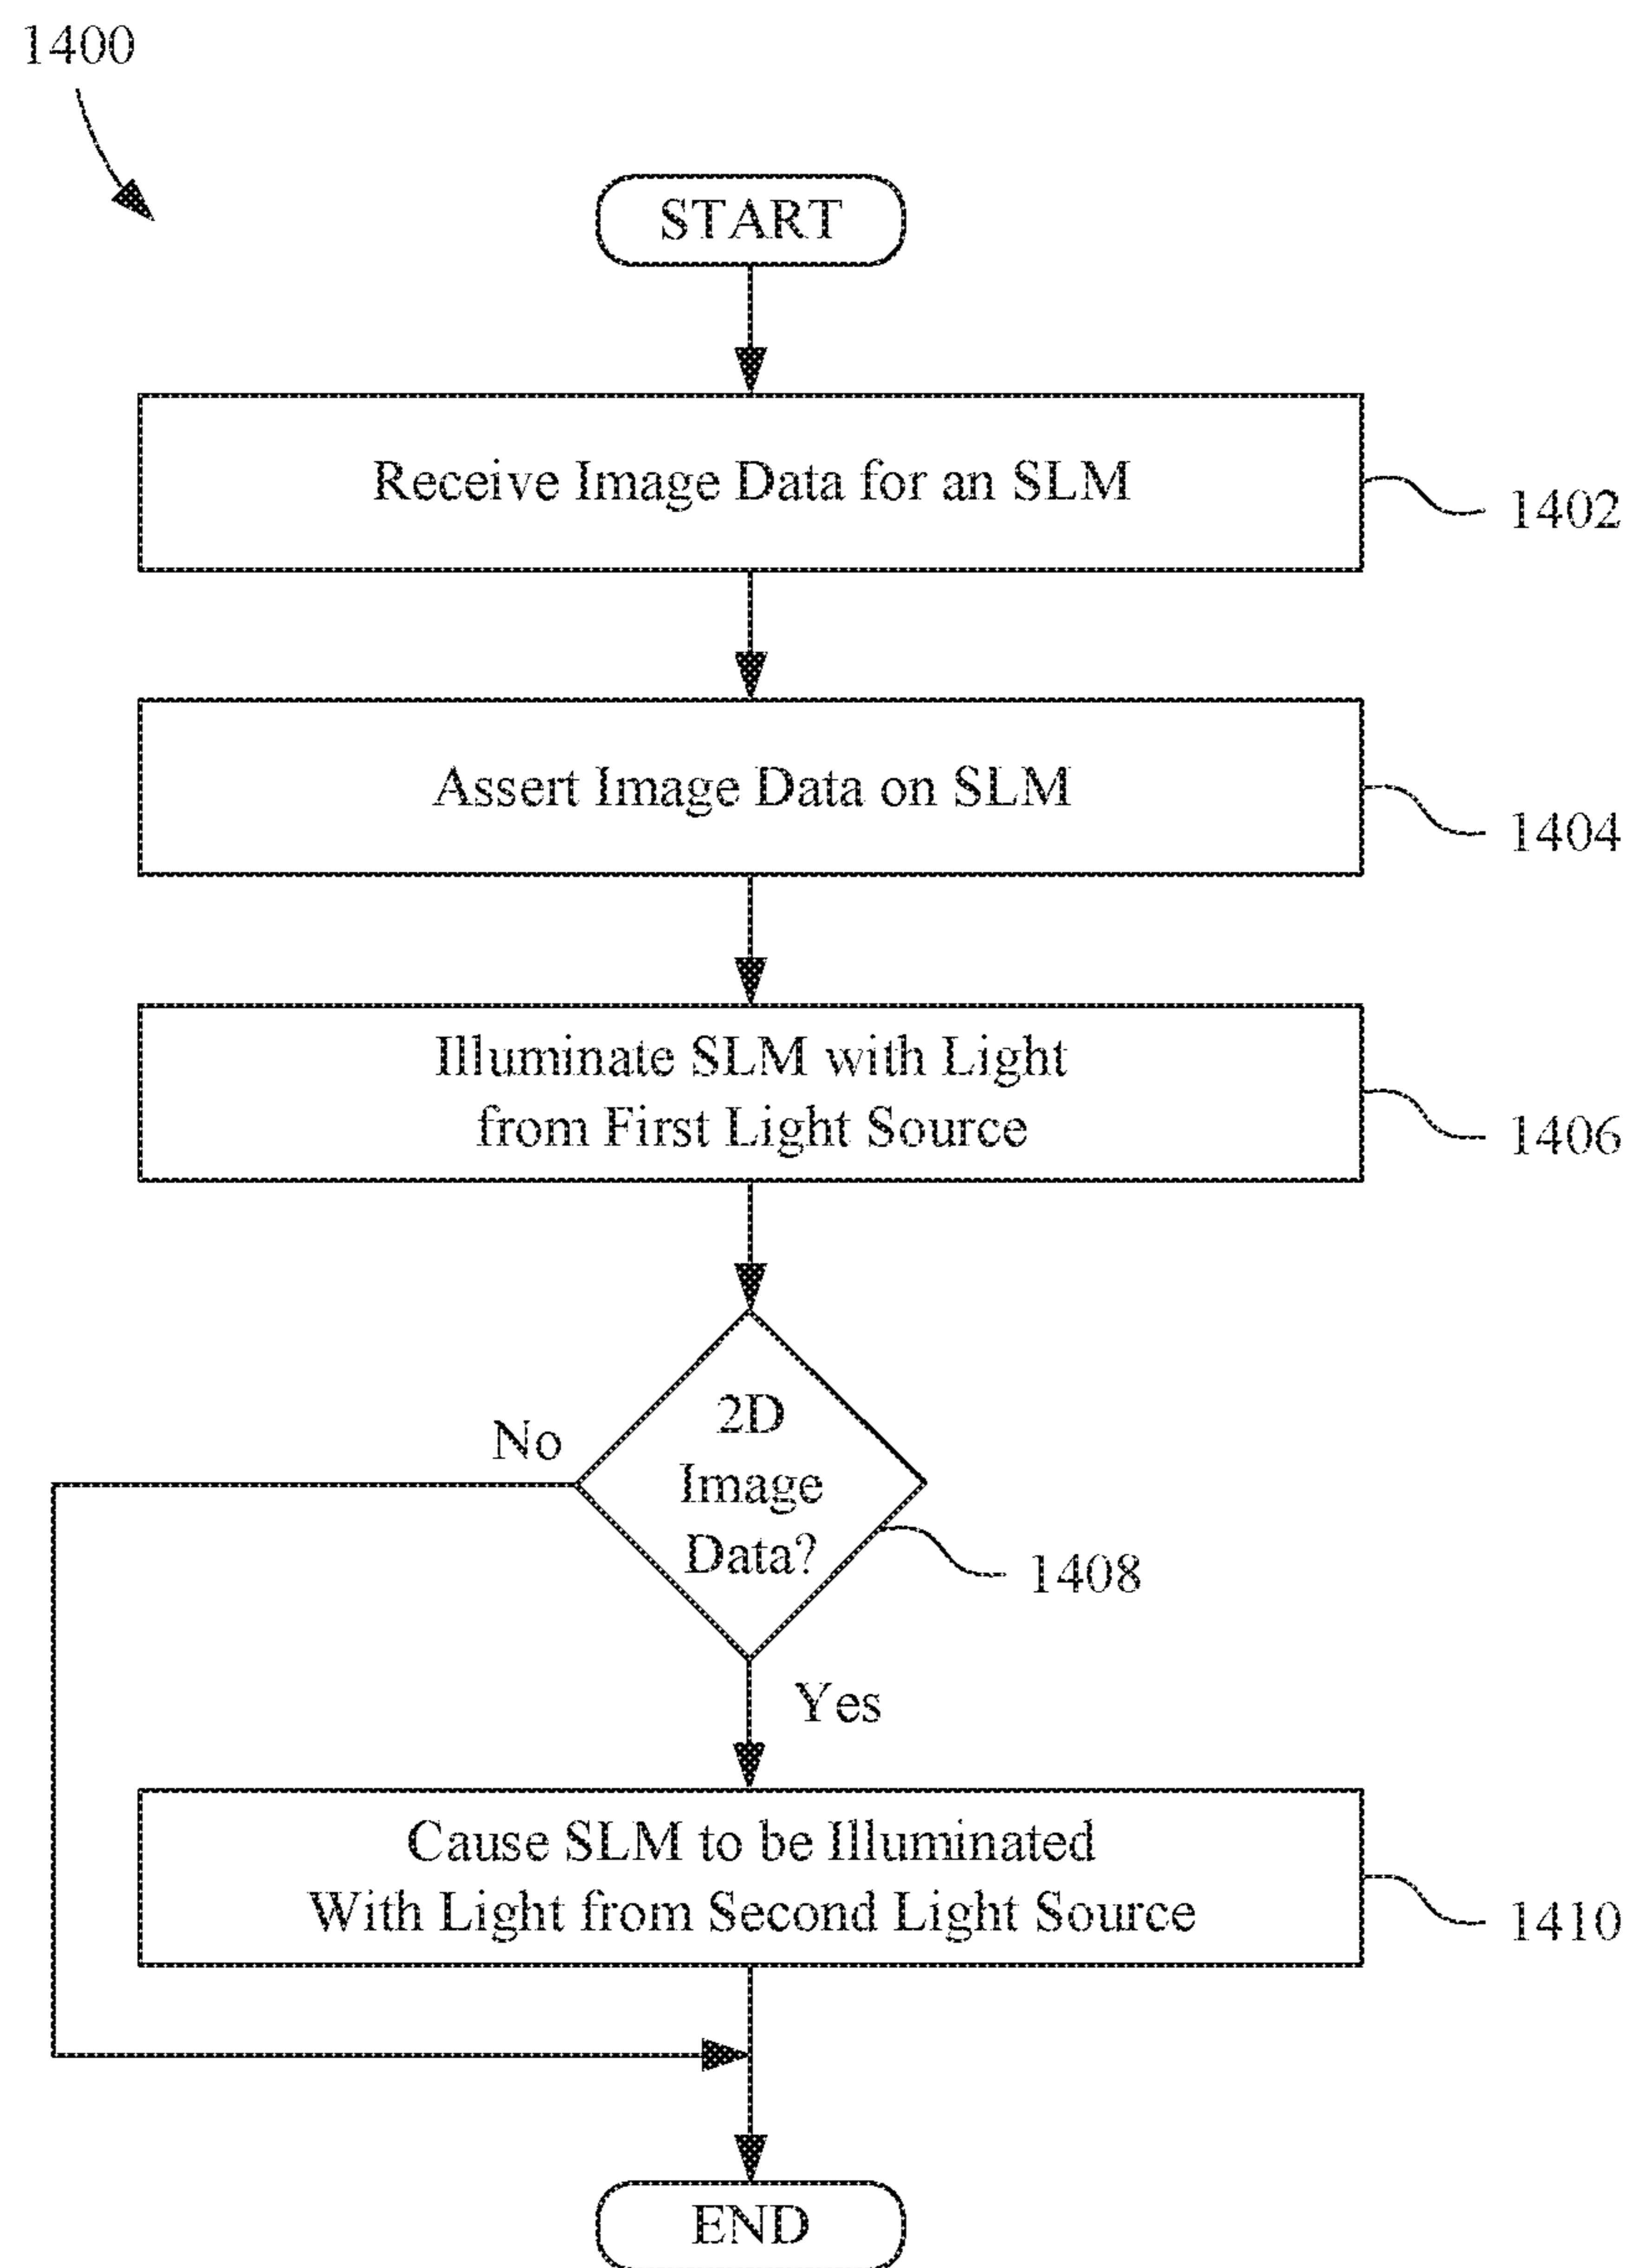 1400
START
Receive Image Data for an SLM
1402
Assert Image Data on SLM
1404
Illuminate SLM with Light
from First Light Source
1406
2D
Image
Data?
No
1408
Yes
Cause SLM to be Illuminated
With Light from Second Light Source
1410
END